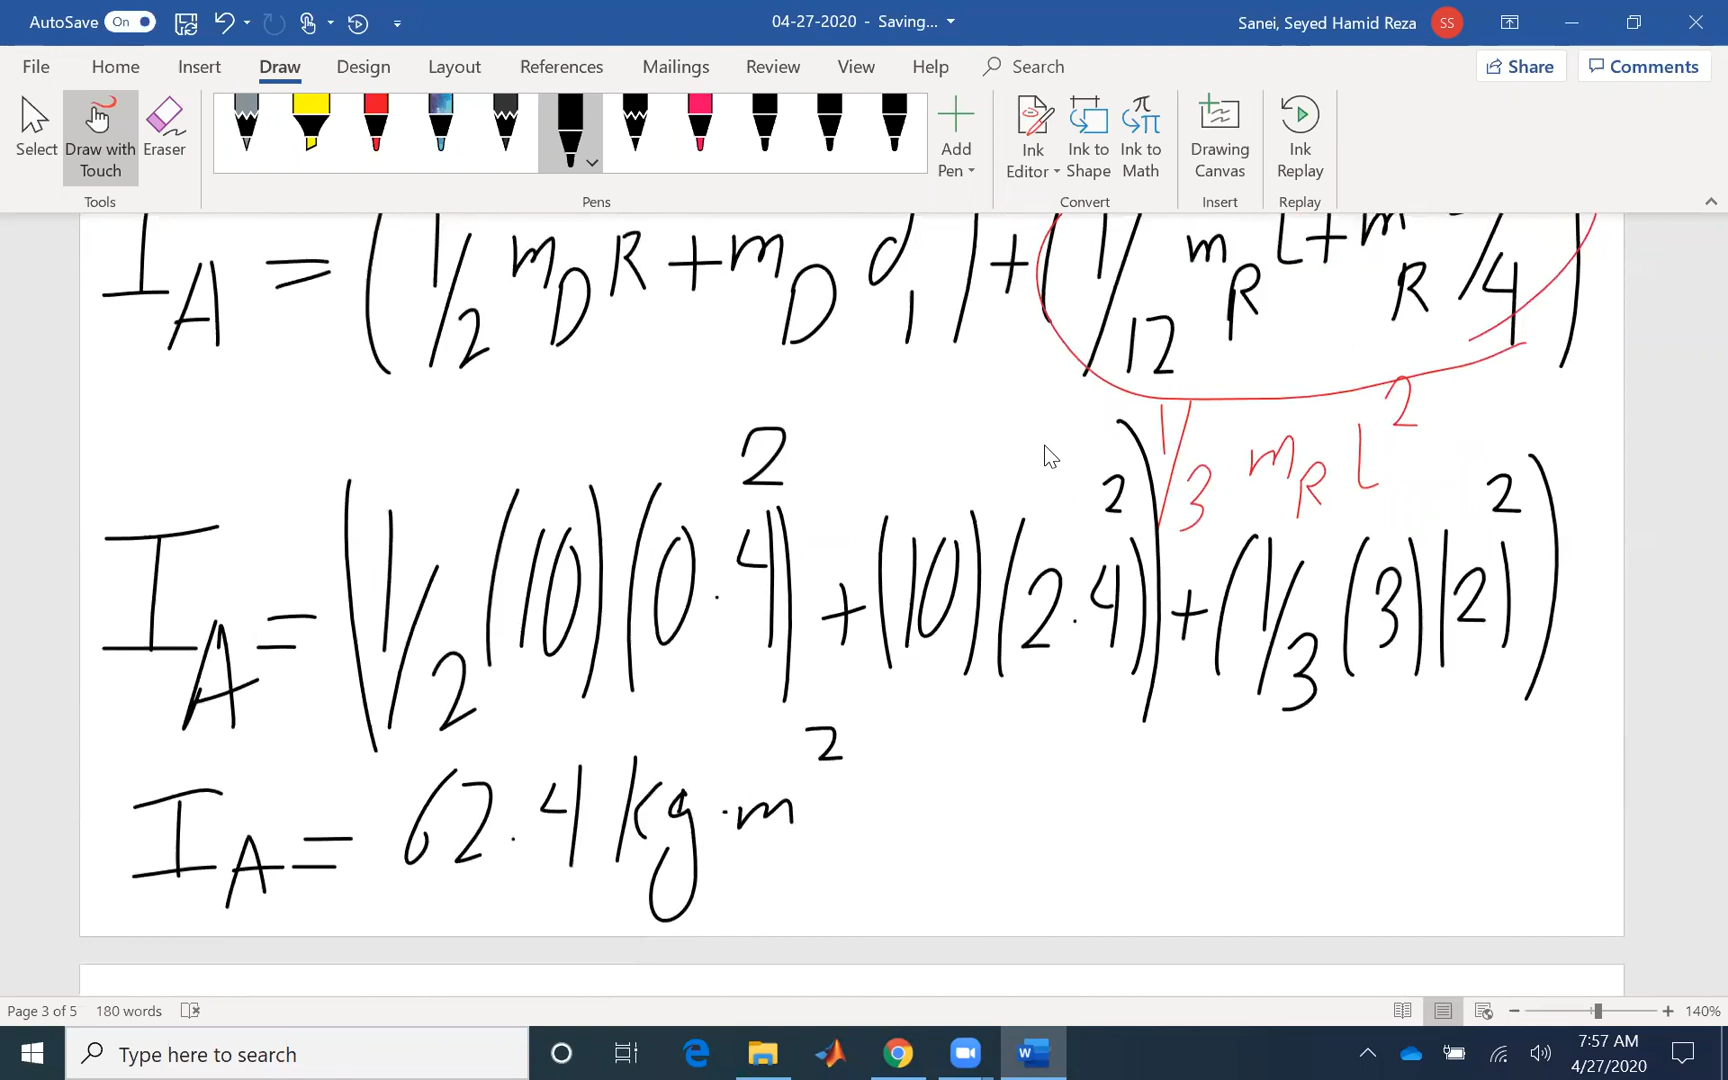 AutoSave On 04-27-2020 - Saving... Sanei, Seyed Hamid Reza SS
File Home Insert Draw Design Layout References Mailings Review View Help Search Share Comments
Select Draw with Touch Eraser Add Pen Ink Editor Ink to Shape Ink to Math Drawing Canvas Ink Replay
Tools Pens Convert Insert Replay
I_A = (1/2 m_D R + m_D d_1) + (1/12 m_R L + m_R /4)
1/3 m_R L^2
I_A = (1/2 (10)(0.4)^2 + (10)(2.4)^2) + (1/3 (3)(2)^2)
I_A = 62.4 kg·m^2
Page 3 of 5 180 words 140%
Type here to search 7:57 AM
4/27/2020